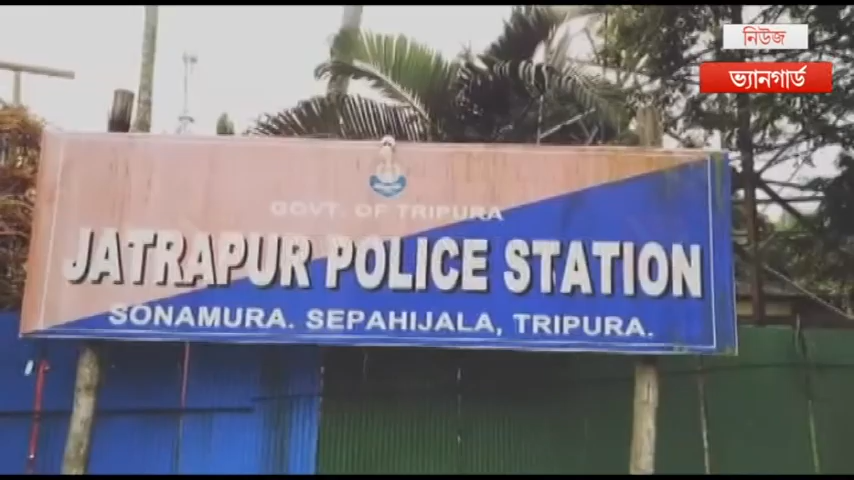 নিউজ
ভ্যানগার্ড
GOVT. OF TRIPURA
JATRAPUR POLICE STATION
SONAMURA. SEPAHIJALA, TRIPURA.